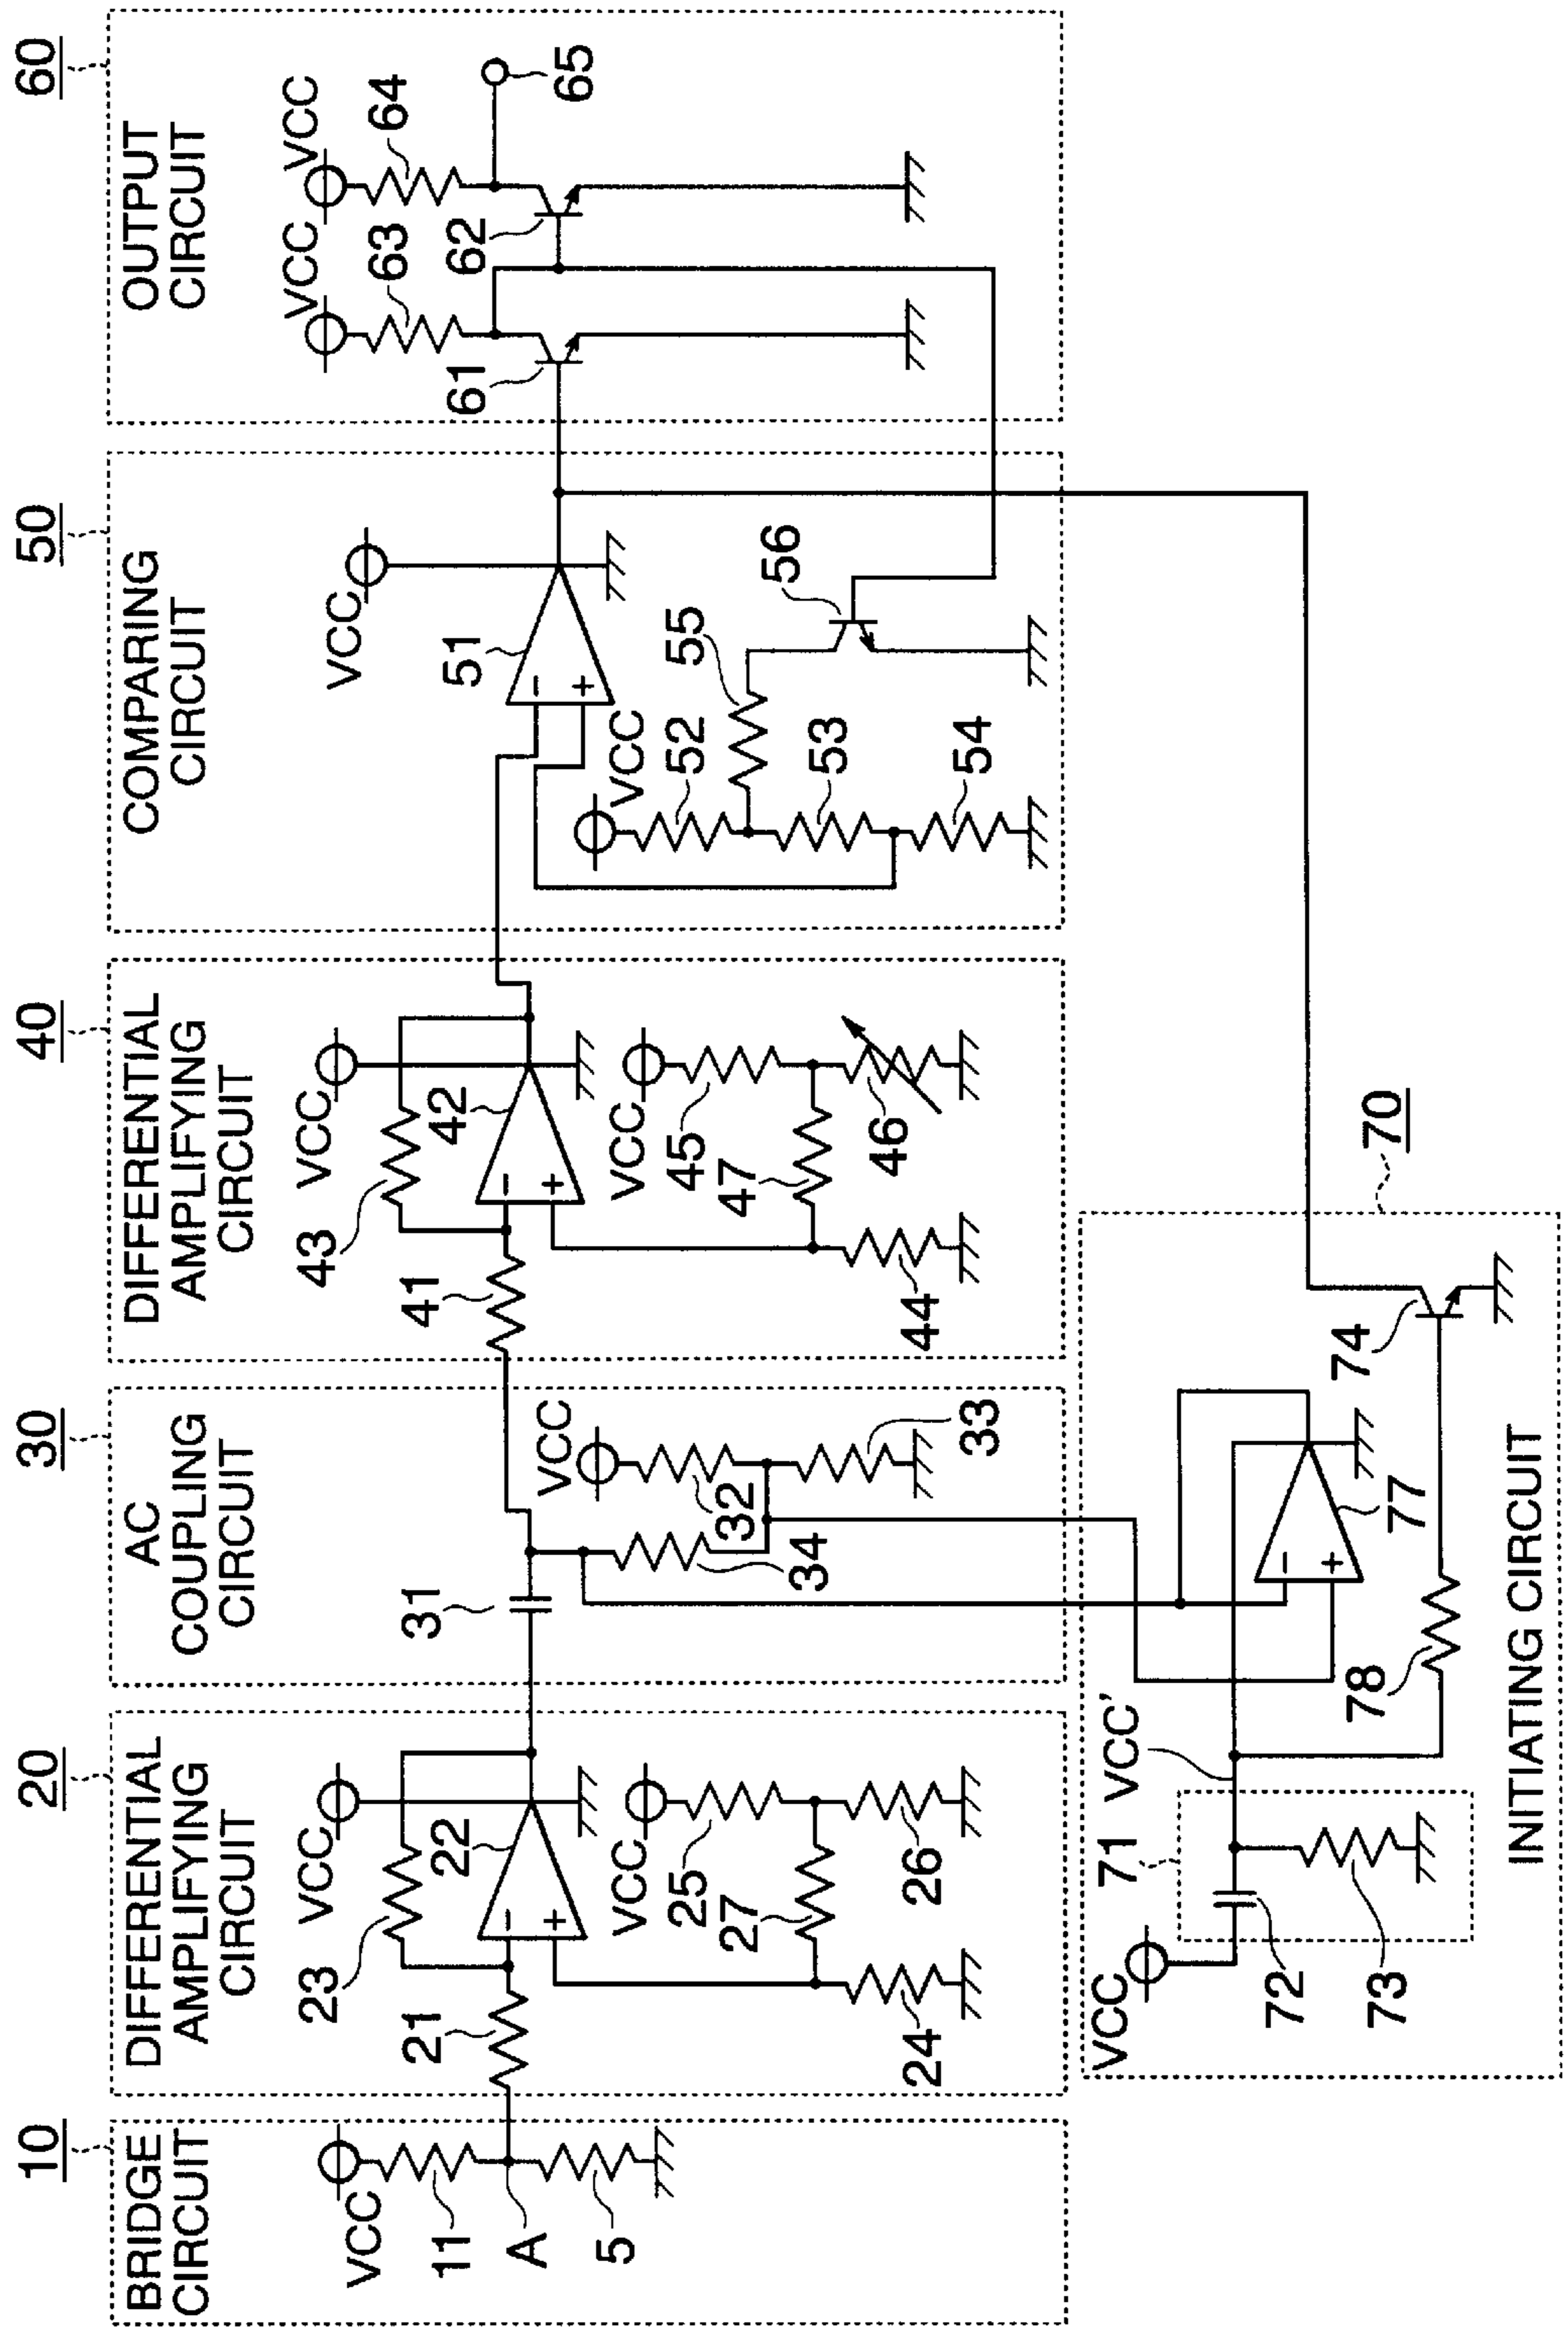 10
BRIDGE
CIRCUIT
VCC
11
A
5
20
DIFFERENTIAL
AMPLIFYING
CIRCUIT
VCC
23
22
21
−
+
VCC
25
27
26
24
30
AC
COUPLING
CIRCUIT
31
VCC
32
34
33
40
DIFFERENTIAL
AMPLIFYING
CIRCUIT
VCC
43
42
41
−
+
VCC
45
47
46
44
50
COMPARING
CIRCUIT
VCC
51
−
+
VCC
52
55
56
53
54
60
OUTPUT
CIRCUIT
VCC
VCC
63
64
61
62
65
70
VCC
71
VCC'
72
73
−
+
77
74
78
INITIATING CIRCUIT